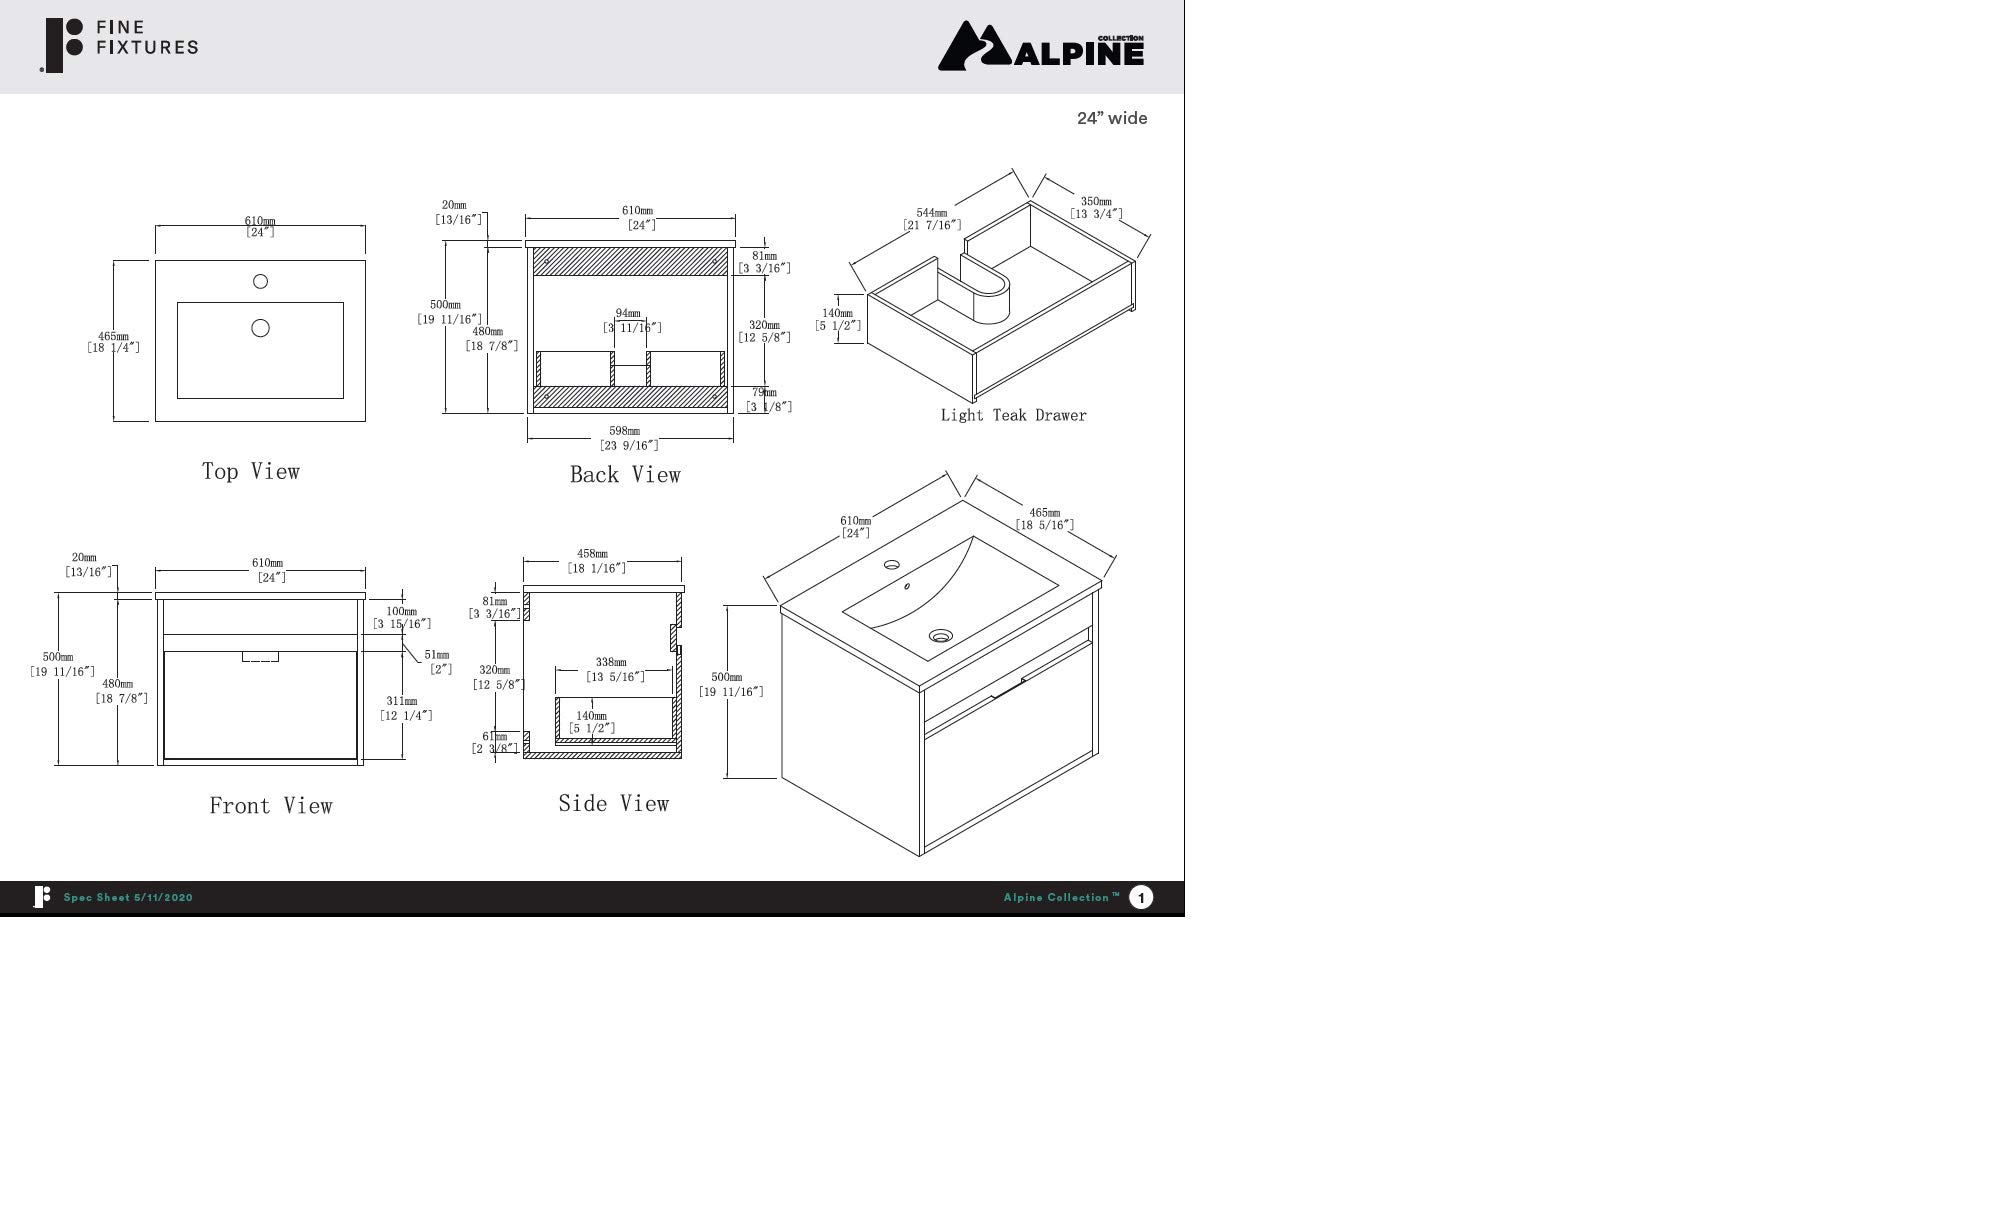 FINE
FIXTURES
COLLECTION
ALPINE
24” wide
610mm
[24"]
465mm
[18 1/4"]
Top View
20mm
[13/16"]
610mm
[24"]
81mm
[3 3/16"]
500mm
[19 11/16"]
480mm
[18 7/8"]
94mm
[3 11/16"]
320mm
[12 5/8"]
79mm
[3 1/8"]
598mm
[23 9/16"]
Back View
544mm
[21 7/16"]
350mm
[13 3/4"]
140mm
[5 1/2"]
Light Teak Drawer
20mm
[13/16"]
610mm
[24"]
100mm
[3 15/16"]
500mm
[19 11/16"]
480mm
[18 7/8"]
51mm
[2"]
311mm
[12 1/4"]
Front View
458mm
[18 1/16"]
81mm
[3 3/16"]
320mm
[12 5/8"]
338mm
[13 5/16"]
140mm
[5 1/2"]
61mm
[2 3/8"]
Side View
610mm
[24"]
465mm
[18 5/16"]
500mm
[19 11/16"]
Spec Sheet 5/11/2020
Alpine Collection™
1